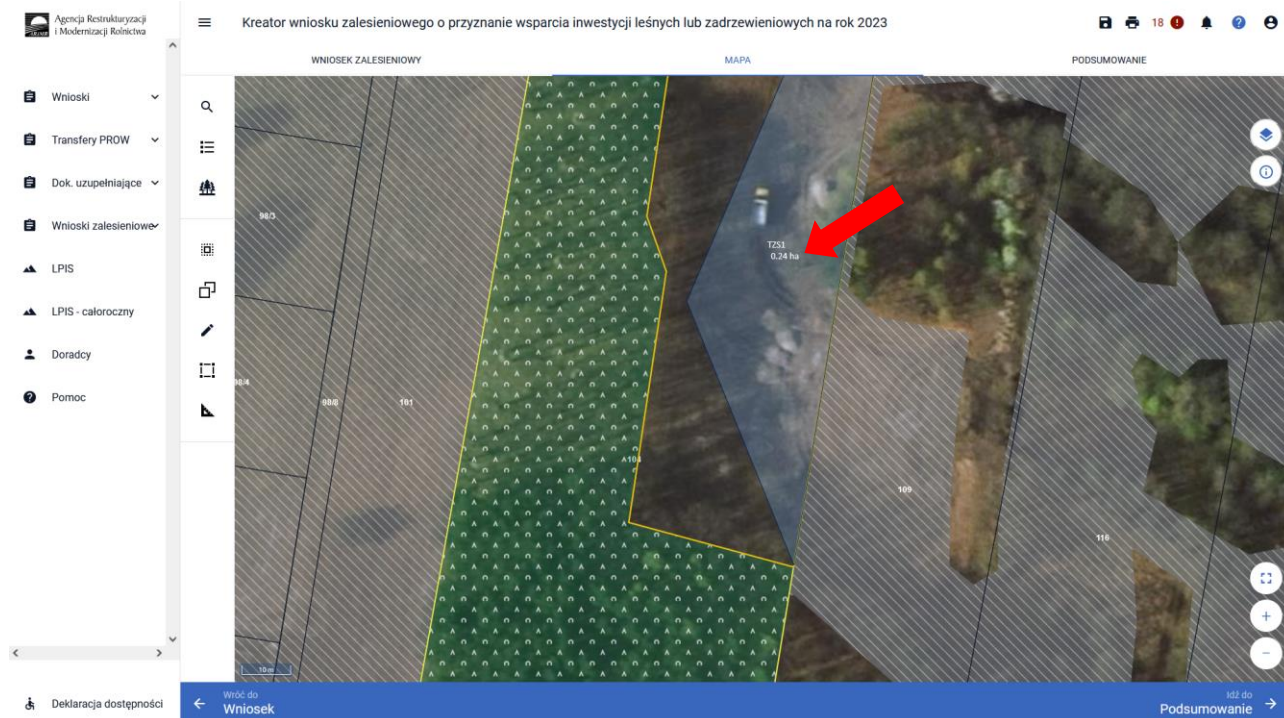 Agencja Restrukturyzacji
i Modernizacji Rolnictwa
Kreator wniosku zalesieniowego o przyznanie wsparcia inwestycji leśnych lub zadrzewieniowych na rok 2023
18
WNIOSEK ZALESIENIOWY
MAPA
PODSUMOWANIE
Wnioski
Transfery PROW
Dok. uzupełniające
Wnioski zalesieniowe
LPIS
LPIS - całoroczny
Doradcy
Pomoc
98/3
TZS1
0.24 ha
98/4
98/8
101
104
109
116
10 m
Deklaracja dostępności
Wróć do
Wniosek
Idź do
Podsumowanie